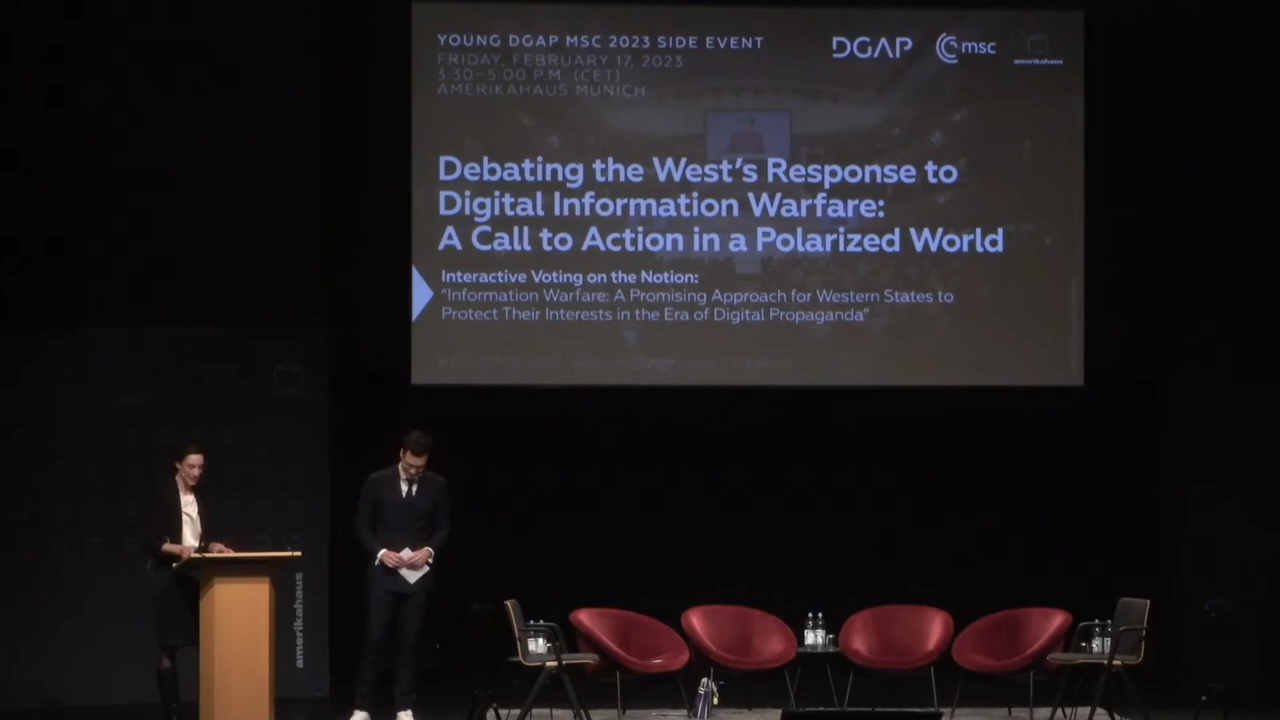 YOUNG DGAP MSC 2023 SIDE EVENT
FRIDAY, FEBRUARY 17, 2023
3:30–5:00 P.M. (CET)
AMERIKAHAUS MUNICH
DGAP
msc
amerikahaus
Debating the West's Response to
Digital Information Warfare:
A Call to Action in a Polarized World
Interactive Voting on the Notion:
“Information Warfare: A Promising Approach for Western States to
Protect Their Interests in the Era of Digital Propaganda”
amerikahaus